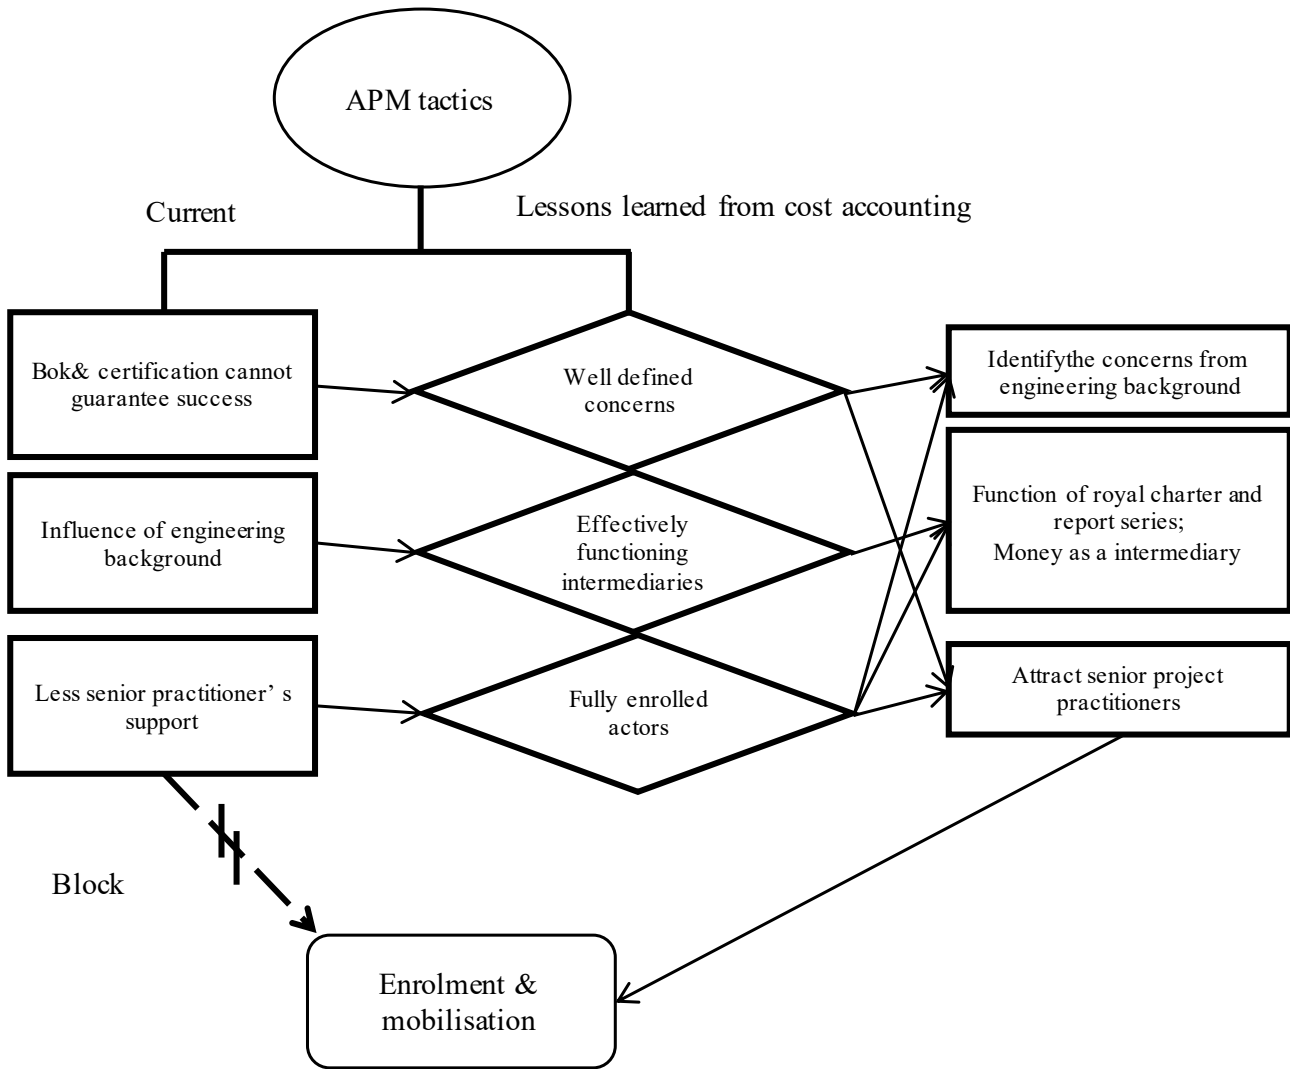 APM tactics
Current
Lessons learned from cost accounting
Bok& certification cannot
guarantee success
Well defined
concerns
Identifythe concerns from
engineering background
Influence of engineering
background
Effectively
functioning
intermediaries
Function of royal charter and
report series;
Money as a intermediary
Less senior practitioner’ s
support
Fully enrolled
actors
Attract senior project
practitioners
Block
Enrolment &
mobilisation